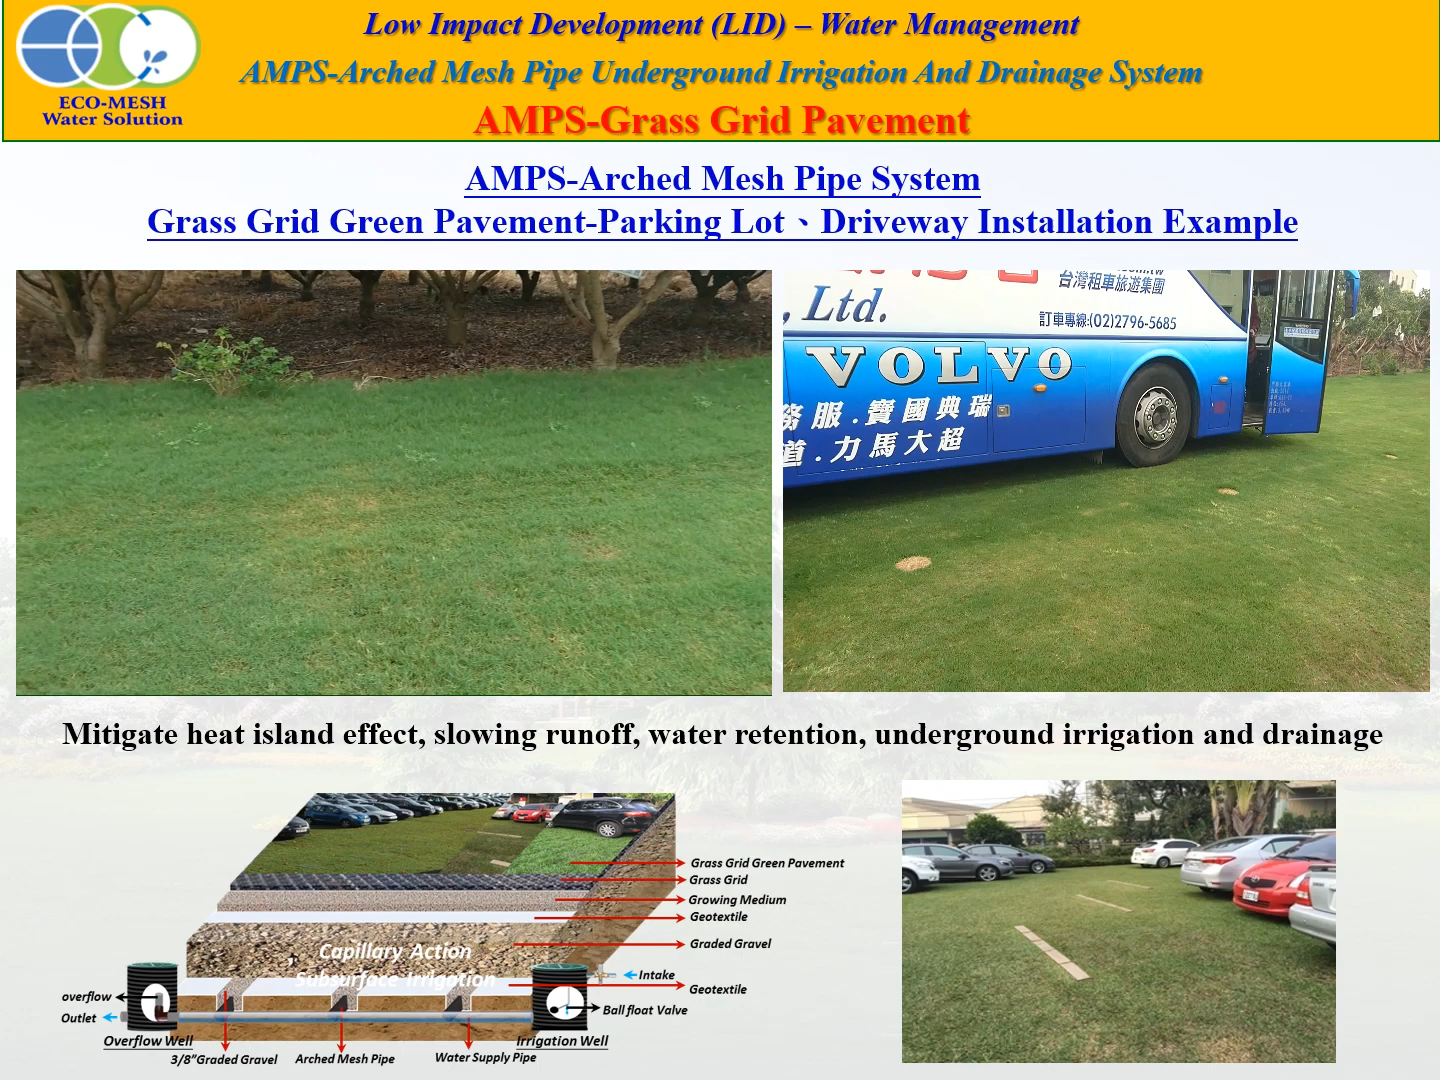 Low Impact Development (LID) – Water Management
AMPS-Arched Mesh Pipe Underground Irrigation And Drainage System
AMPS-Grass Grid Pavement
ECO-MESH
Water Solution
AMPS-Arched Mesh Pipe System
Grass Grid Green Pavement-Parking Lot、Driveway Installation Example
台灣租車旅遊集團
, Ltd.
訂車專線:(02)2796-5685
VOLVO
務服.寶國典瑞
道.力馬大超
Mitigate heat island effect, slowing runoff, water retention, underground irrigation and drainage
Grass Grid Green Pavement
Grass Grid
Growing Medium
Geotextile
Graded Gravel
Capillary Action
Subsurface Irrigation
Intake
Geotextile
overflow
Ball float Valve
Outlet
Overflow Well
Irrigation Well
3/8"Graded Gravel
Arched Mesh Pipe
Water Supply Pipe